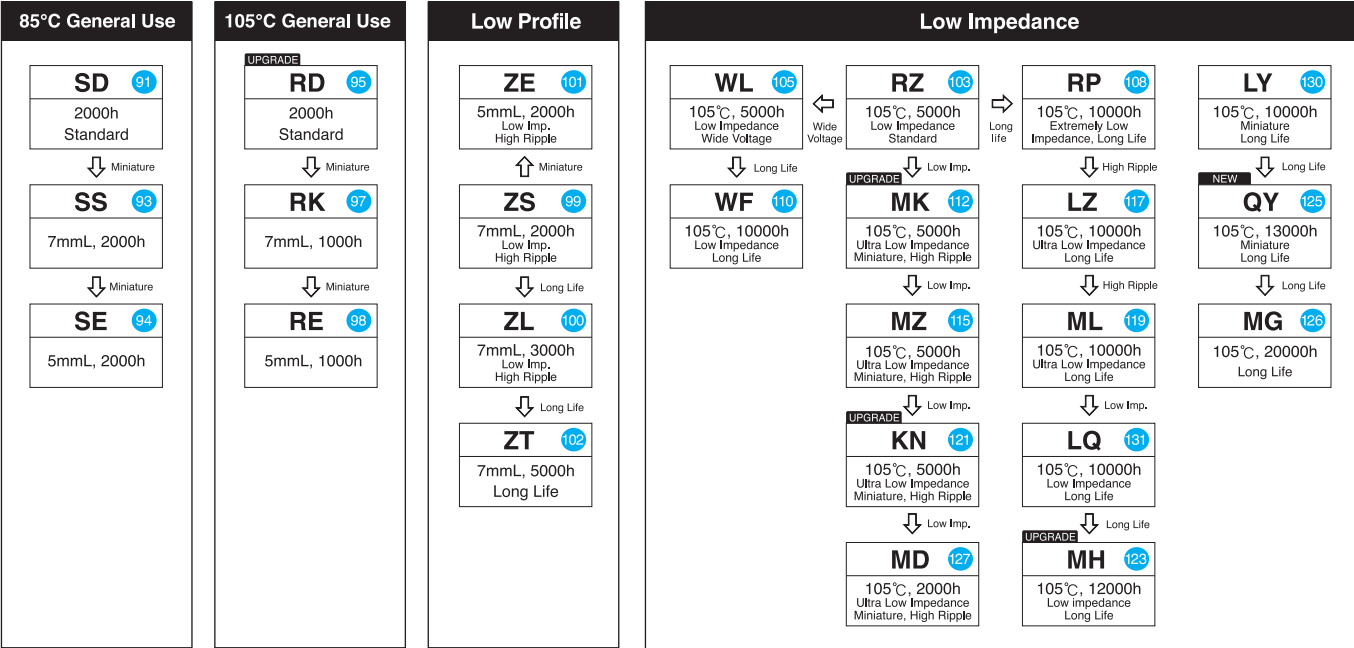 85°C General Use
SD 91
2000h
Standard
Miniature
SS 93
7mmL, 2000h
Miniature
SE 94
5mmL, 2000h
105°C General Use
UPGRADE
RD 95
2000h
Standard
Miniature
RK 97
7mmL, 1000h
Miniature
RE 98
5mmL, 1000h
Low Profile
ZE 101
5mmL, 2000h
Low Imp.
High Ripple
Miniature
ZS 99
7mmL, 2000h
Low Imp.
High Ripple
Long Life
ZL 100
7mmL, 3000h
Low Imp.
High Ripple
Long Life
ZT 102
7mmL, 5000h
Long Life
Low Impedance
WL 105
105℃, 5000h
Low Impedance
Wide Voltage
Wide
Voltage
Long Life
WF 110
105℃, 10000h
Low Impedance
Long Life
RZ 103
105℃, 5000h
Low Impedance
Standard
Long
life
Low Imp.
UPGRADE
MK 112
105℃, 5000h
Ultra Low Impedance
Miniature, High Ripple
Low Imp.
MZ 115
105℃, 5000h
Ultra Low Impedance
Miniature, High Ripple
Low Imp.
UPGRADE
KN 121
105℃, 5000h
Ultra Low Impedance
Miniature, High Ripple
Low Imp.
MD 127
105℃, 2000h
Ultra Low Impedance
Miniature, High Ripple
RP 108
105℃, 10000h
Extremely Low
Impedance, Long Life
High Ripple
LZ 117
105℃, 10000h
Ultra Low Impedance
Long Life
High Ripple
ML 119
105℃, 10000h
Ultra Low Impedance
Long Life
Low Imp.
LQ 131
105℃, 10000h
Low Impedance
Long Life
Long Life
UPGRADE
MH 123
105℃, 12000h
Low impedance
Long Life
LY 130
105℃, 10000h
Miniature
Long Life
Long Life
NEW
QY 125
105℃, 13000h
Miniature
Long Life
Long Life
MG 126
105℃, 20000h
Long Life